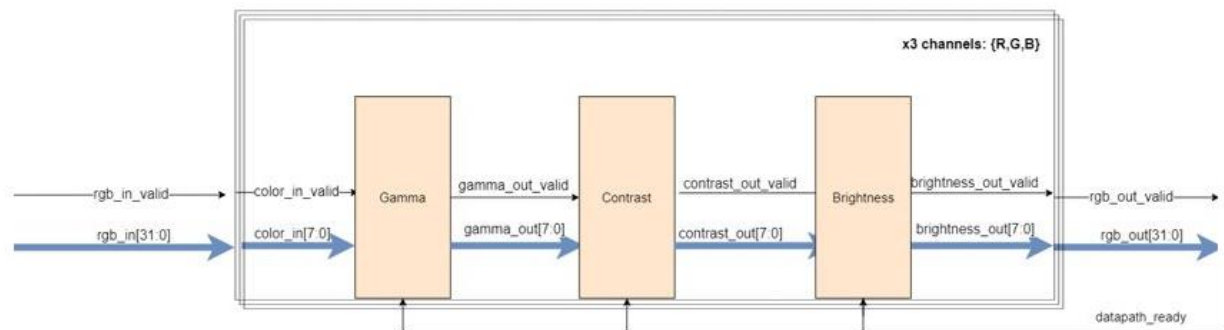 x3 channels: {R,G,B}
rgb_in_valid
color_in_valid
Gamma
gamma_out_valid
Contrast
contrast_out_valid
Brightness
brightness_out_valid
rgb_out_valid
rgb_in[31:0]
color_in[7:0]
gamma_out[7:0]
contrast_out[7:0]
brightness_out[7:0]
rgb_out[31:0]
datapath_ready